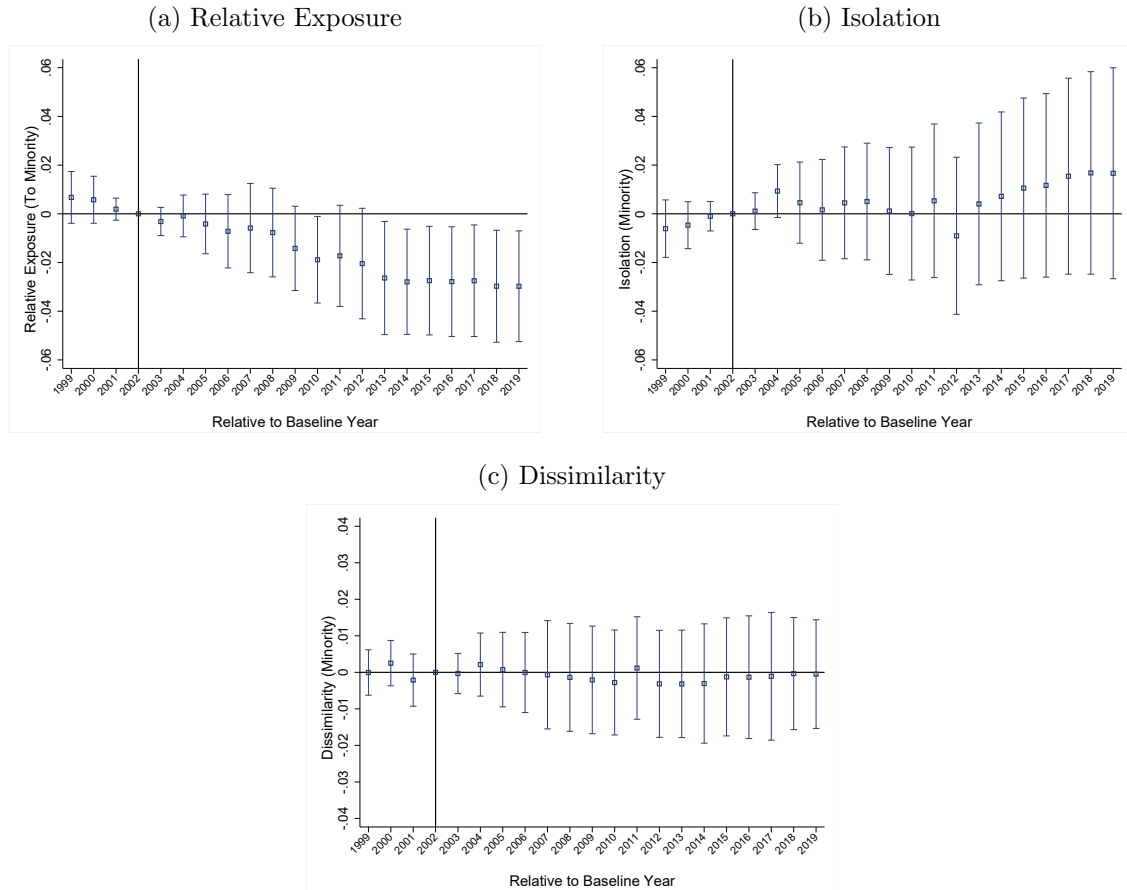 (a) Relative Exposure
Relative Exposure (To Minority)
.06
.04
.02
0
-.02
-.04
-.06
1999 2000 2001 2002 2003 2004 2005 2006 2007 2008 2009 2010 2011 2012 2013 2014 2015 2016 2017 2018 2019
Relative to Baseline Year
(b) Isolation
Isolation (Minority)
.06
.04
.02
0
-.02
-.04
-.06
1999 2000 2001 2002 2003 2004 2005 2006 2007 2008 2009 2010 2011 2012 2013 2014 2015 2016 2017 2018 2019
Relative to Baseline Year
(c) Dissimilarity
Dissimilarity (Minority)
.04
.03
.02
.01
0
-.01
-.02
-.03
-.04
1999 2000 2001 2002 2003 2004 2005 2006 2007 2008 2009 2010 2011 2012 2013 2014 2015 2016 2017 2018 2019
Relative to Baseline Year